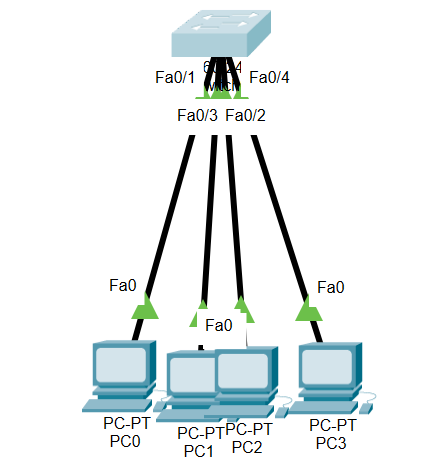 Fa0/1
Fa0/4
Fa0/3
Fa0/2
Fa0
Fa0
Fa0
PC-PT
PC0
PC-PT
PC1
PC-PT
PC2
PC-PT
PC3